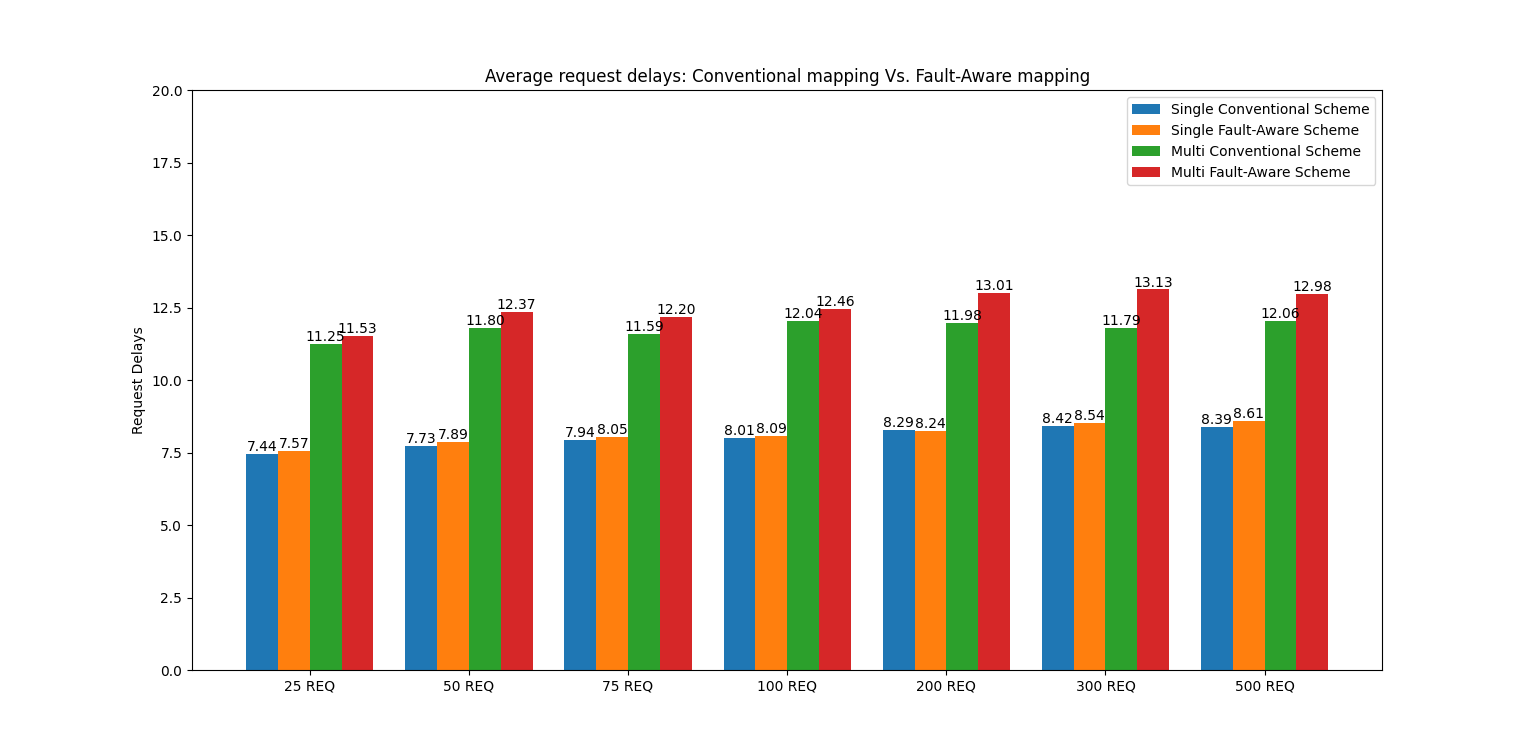 Average request delays: Conventional mapping Vs. Fault-Aware mapping
20.0
17.5
15.0
12.5
10.0
7.5
5.0
2.5
0.0
Request Delays
Single Conventional Scheme
Single Fault-Aware Scheme
Multi Conventional Scheme
Multi Fault-Aware Scheme
7.44 7.57 11.25 11.53
7.73 7.89 11.80 12.37
7.94 8.05 11.59 12.20
8.01 8.09 12.04 12.46
8.29 8.24 11.98 13.01
8.42 8.54 11.79 13.13
8.39 8.61 12.06 12.98
25 REQ 50 REQ 75 REQ 100 REQ 200 REQ 300 REQ 500 REQ